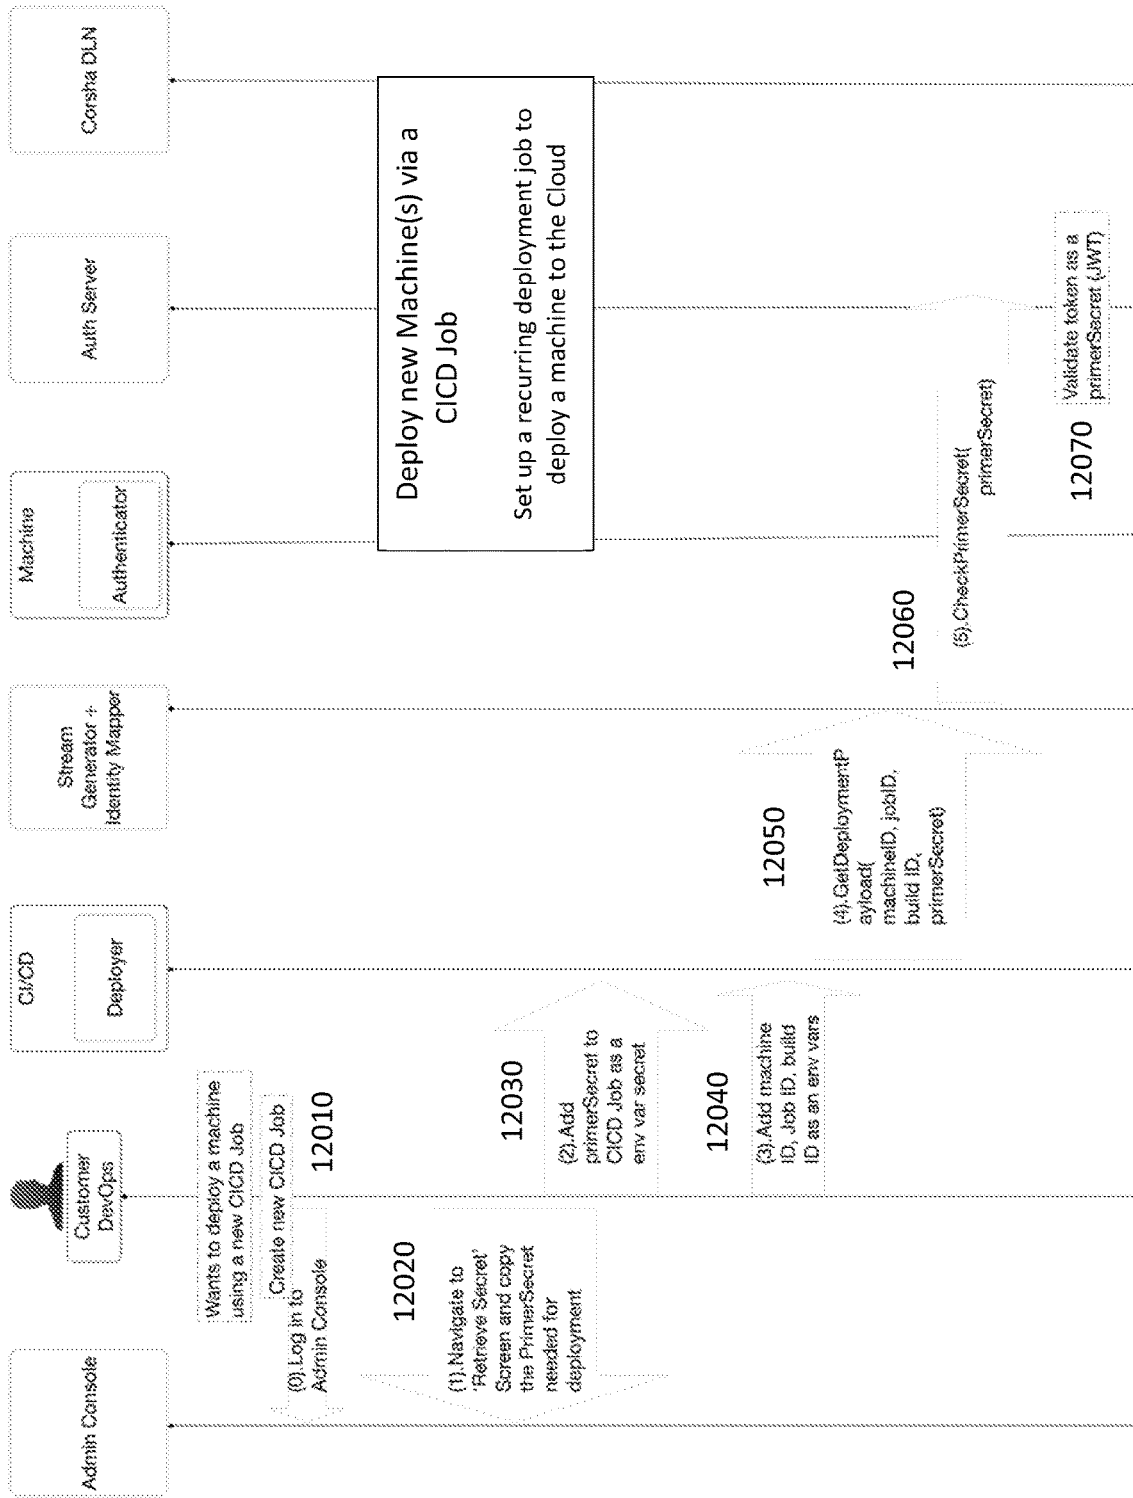 Admin Console
Customer
DevOps
CI/CD
Deployer
Stream
Generator +
Identity Mapper
Machine
Authenticator
Auth Server
Corsha DLN
Deploy new Machine(s) via a
CICD Job
Set up a recurring deployment job to
deploy a machine to the Cloud
Wants to deploy a machine
using a new CICD Job
Create new CICD Job
12010
(0).Log in to
Admin Console
12020
(1).Navigate to
'Retrieve Secret'
Screen and copy
the PrimerSecret
needed for
deployment
12030
(2).Add
primerSecret to
CICD Job as a
env var secret
12040
(3).Add machine
ID, Job ID, build
ID as an env vars
12050
(4).GetDeploymentP
ayload(
machineID, jobID,
build ID,
primerSecret)
12060
(5).CheckPrimerSecret(
primerSecret)
12070
Validate token as a
primerSecret (JWT)